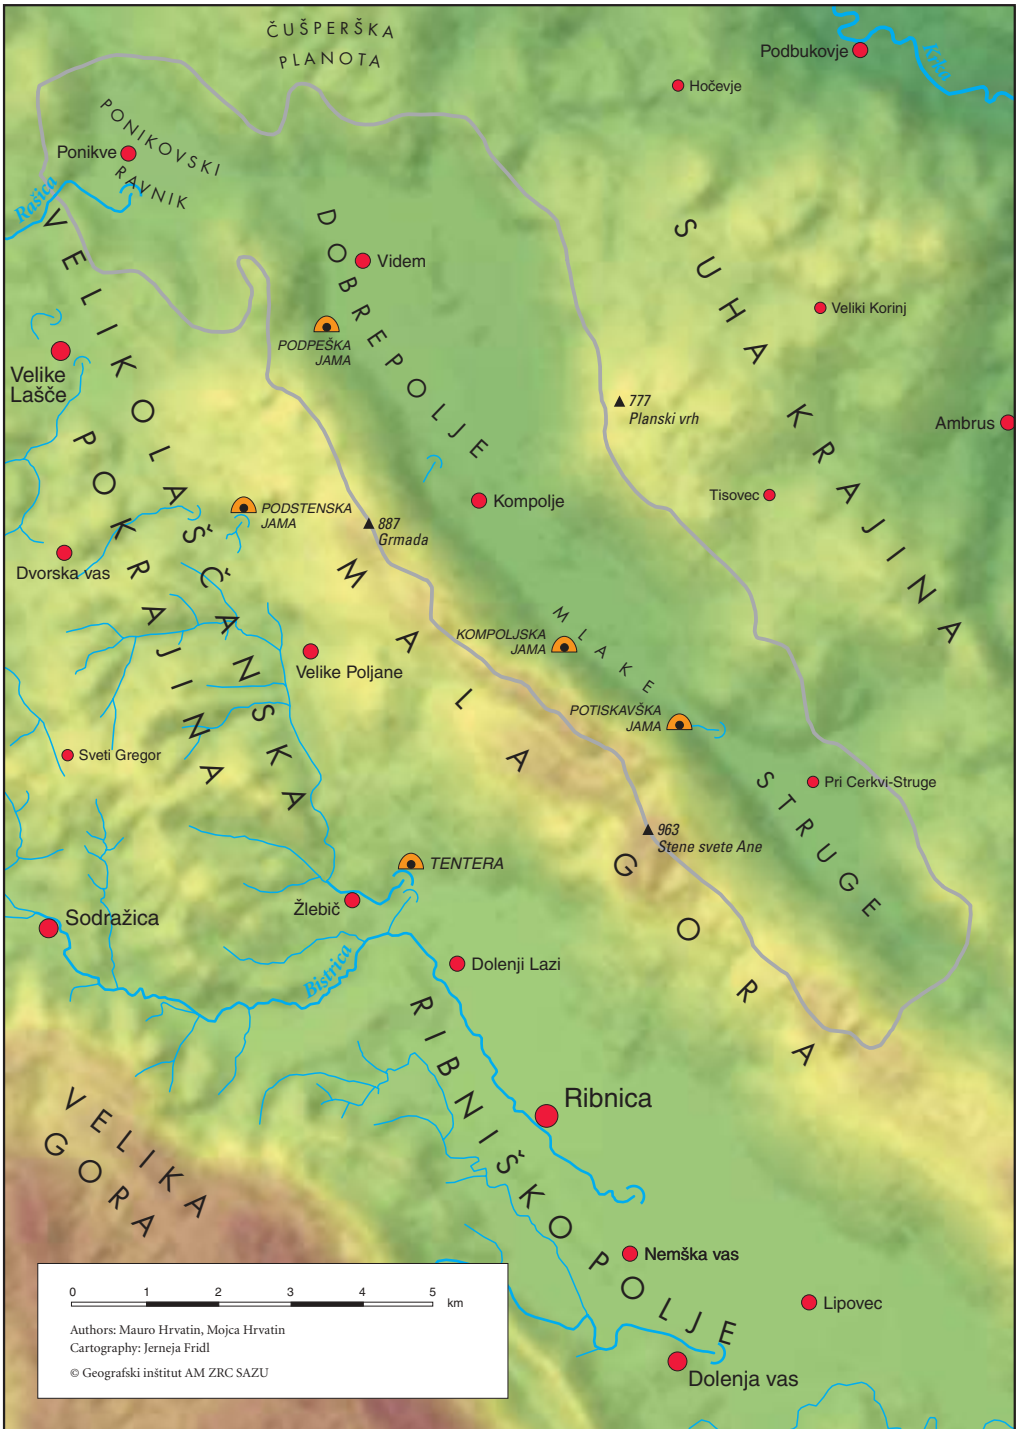 ČUŠPERŠKA
PLANOTA
Podbukovje
Krka
Hočevje
PONIKOVSKI
RAVNIK
Ponikve
Rašica
DOBREPOLJE
Videm
SUHA KRAJINA
Veliki Korinj
PODPEŠKA
JAMA
Velike
Lašče
VELIKOLAŠČANSKA
POKRAJINA
777
Planski vrh
Ambrus
Kompolje
Tisovec
PODSTENSKA
JAMA
887
Grmada
Dvorska vas
MALA GORA
MLAKE
KOMPOLJSKA
JAMA
Velike Poljane
POTISKAVŠKA
JAMA
Sveti Gregor
Pri Cerkvi-Struge
STRUGE
963
Stene svete Ane
TENTERA
Žlebič
Sodražica
Dolenji Lazi
Bistrica
RIBNIŠKO POLJE
Ribnica
VELIKA
GORA
Nemška vas
Lipovec
Dolenja vas
0 1 2 3 4 5 km
Authors: Mauro Hrvatin, Mojca Hrvatin
Cartography: Jerneja Fridl
© Geografski inštitut AM ZRC SAZU